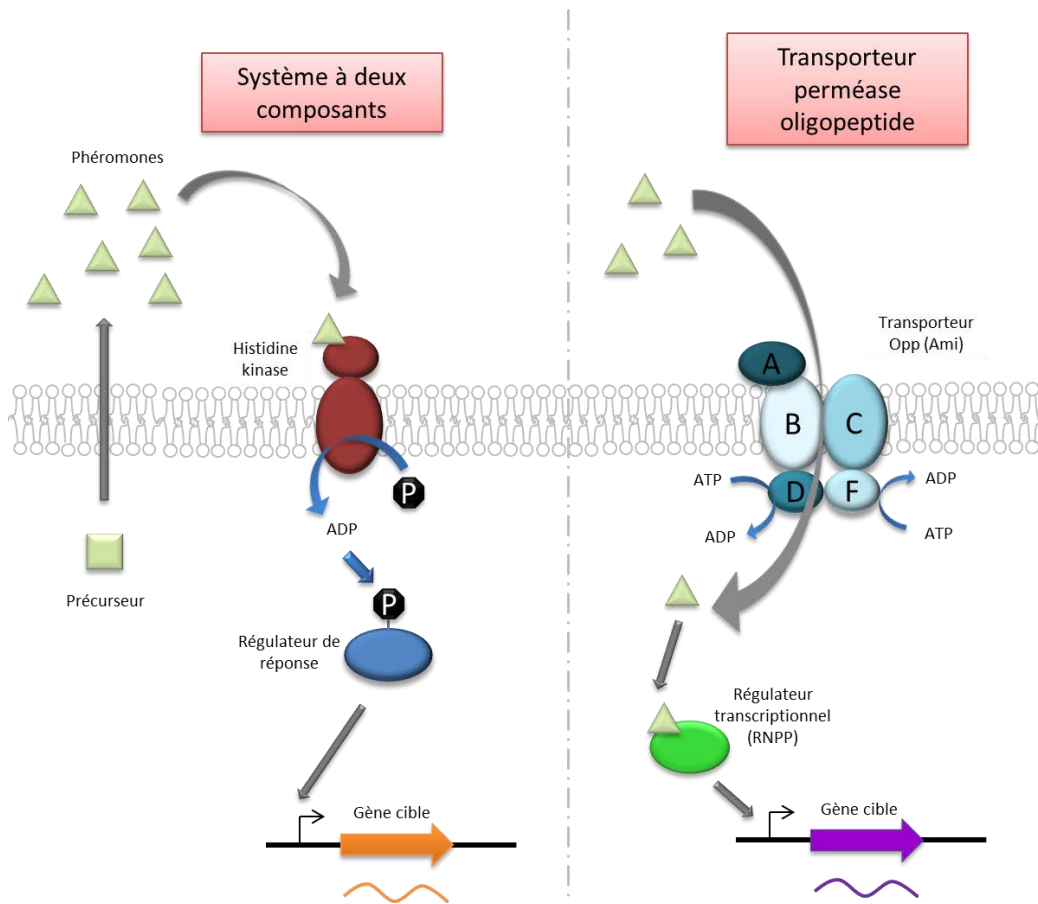 Système à deux
composants
Phéromones
Histidine
kinase
P
ADP
Précurseur
P
Régulateur de
réponse
Gène cible
Transporteur
perméase
oligopeptide
Transporteur
Opp (Ami)
A
B
C
D
F
ATP
ADP
ADP
ATP
Régulateur
transcriptionnel
(RNPP)
Gène cible